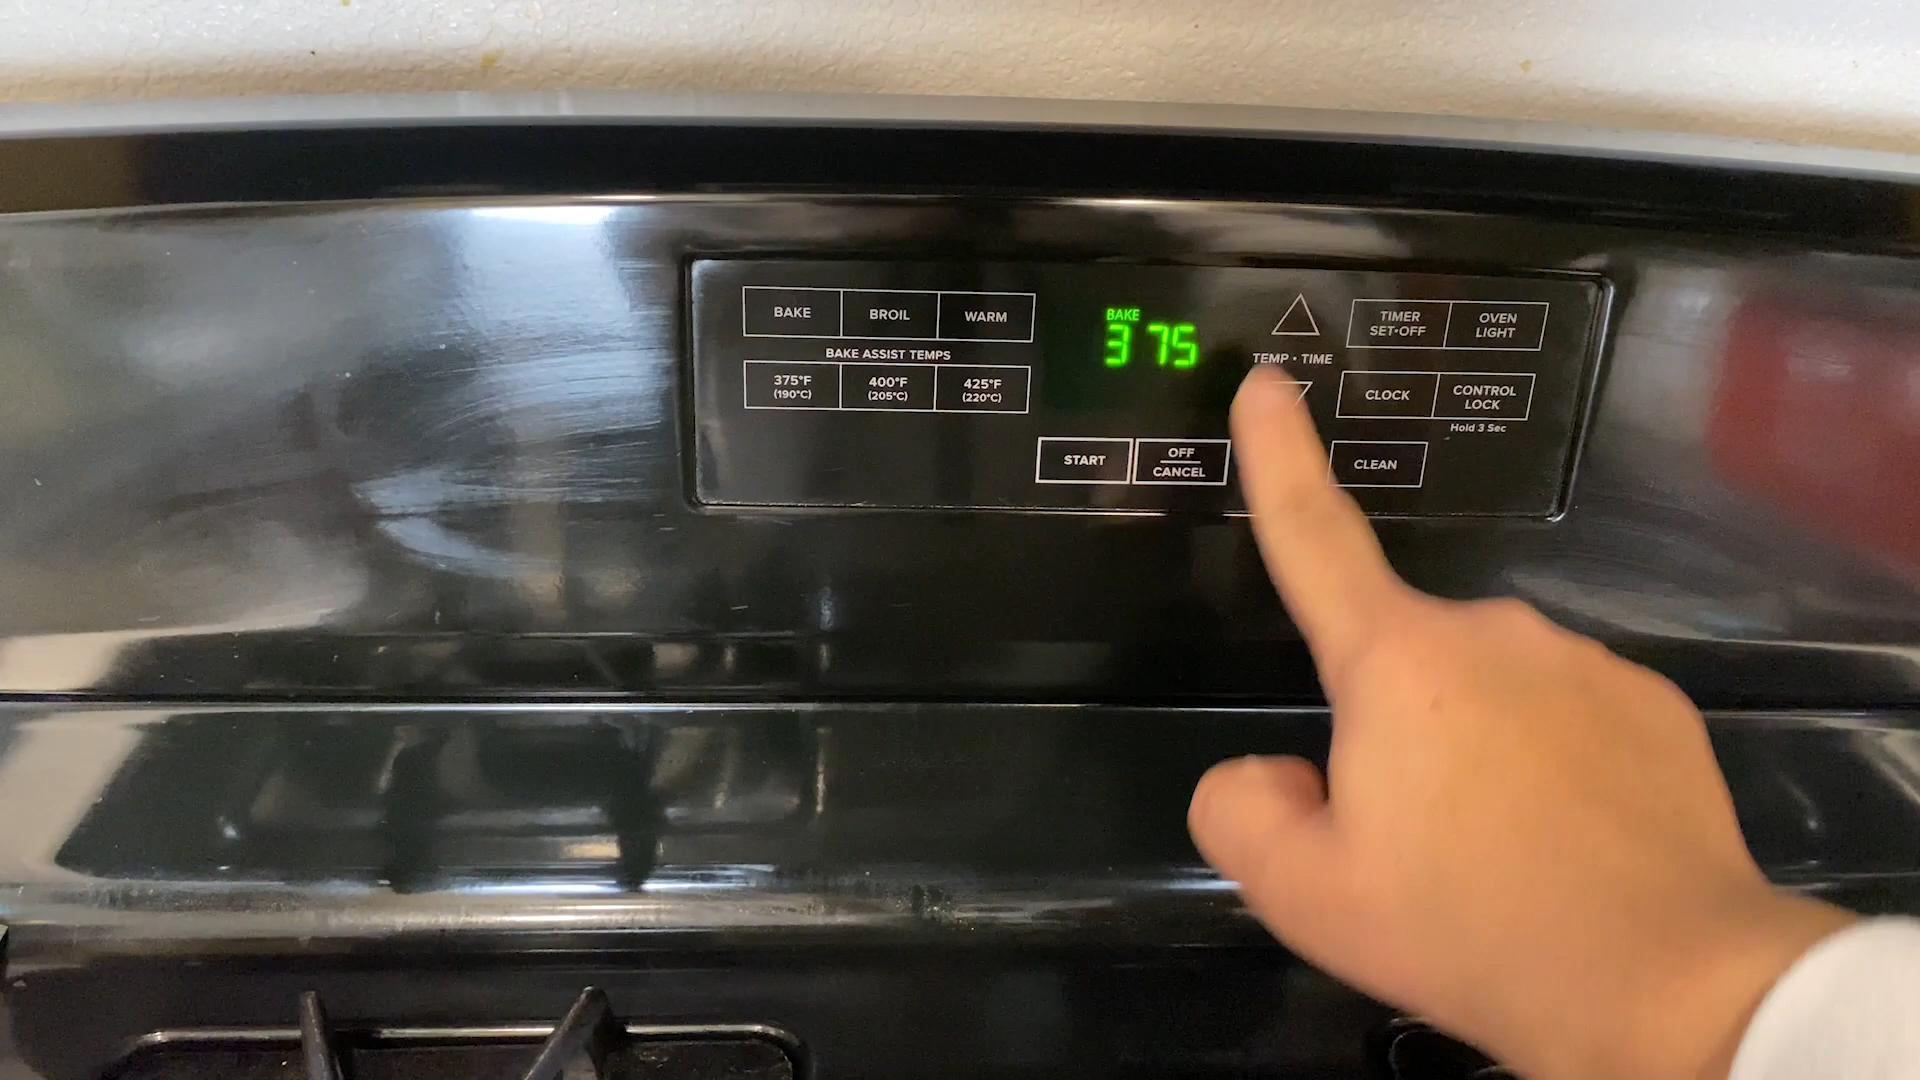 BAKE
BROIL
WARM
BAKE ASSIST TEMPS
375°F
(190°C)
400°F
(205°C)
425°F
(220°C)
BAKE
375
START
OFF
CANCEL
TEMP • TIME
TIMER
SET•OFF
OVEN
LIGHT
CLOCK
CONTROL
LOCK
Hold 3 Sec
CLEAN